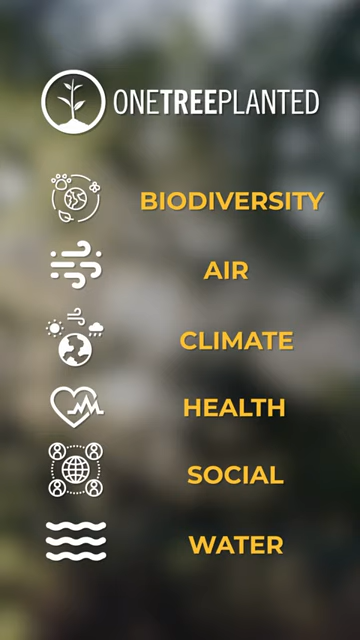 ONETREEPLANTED
BIODIVERSITY
AIR
CLIMATE
HEALTH
SOCIAL
WATER